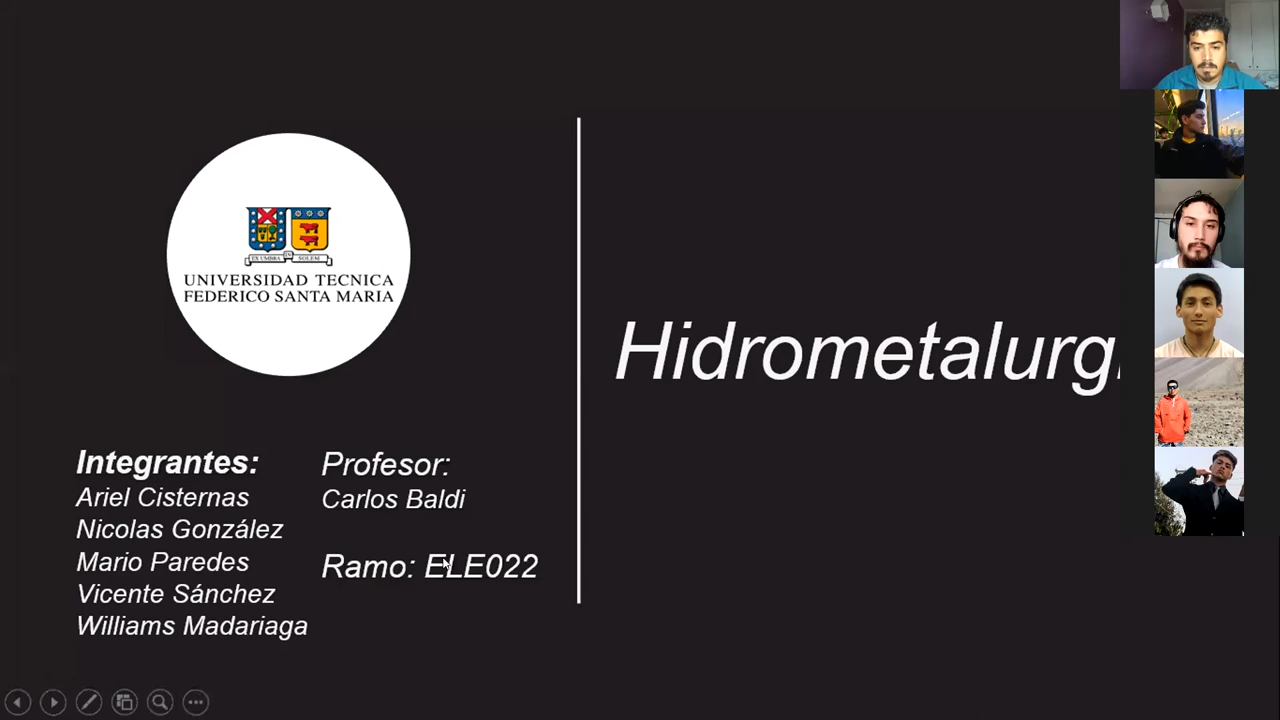 EX UMBRA IN SOLEM
UNIVERSIDAD TECNICA
FEDERICO SANTA MARIA
Hidrometalurg
Integrantes:
Ariel Cisternas
Nicolas González
Mario Paredes
Vicente Sánchez
Williams Madariaga
Profesor:
Carlos Baldi
Ramo: ELE022